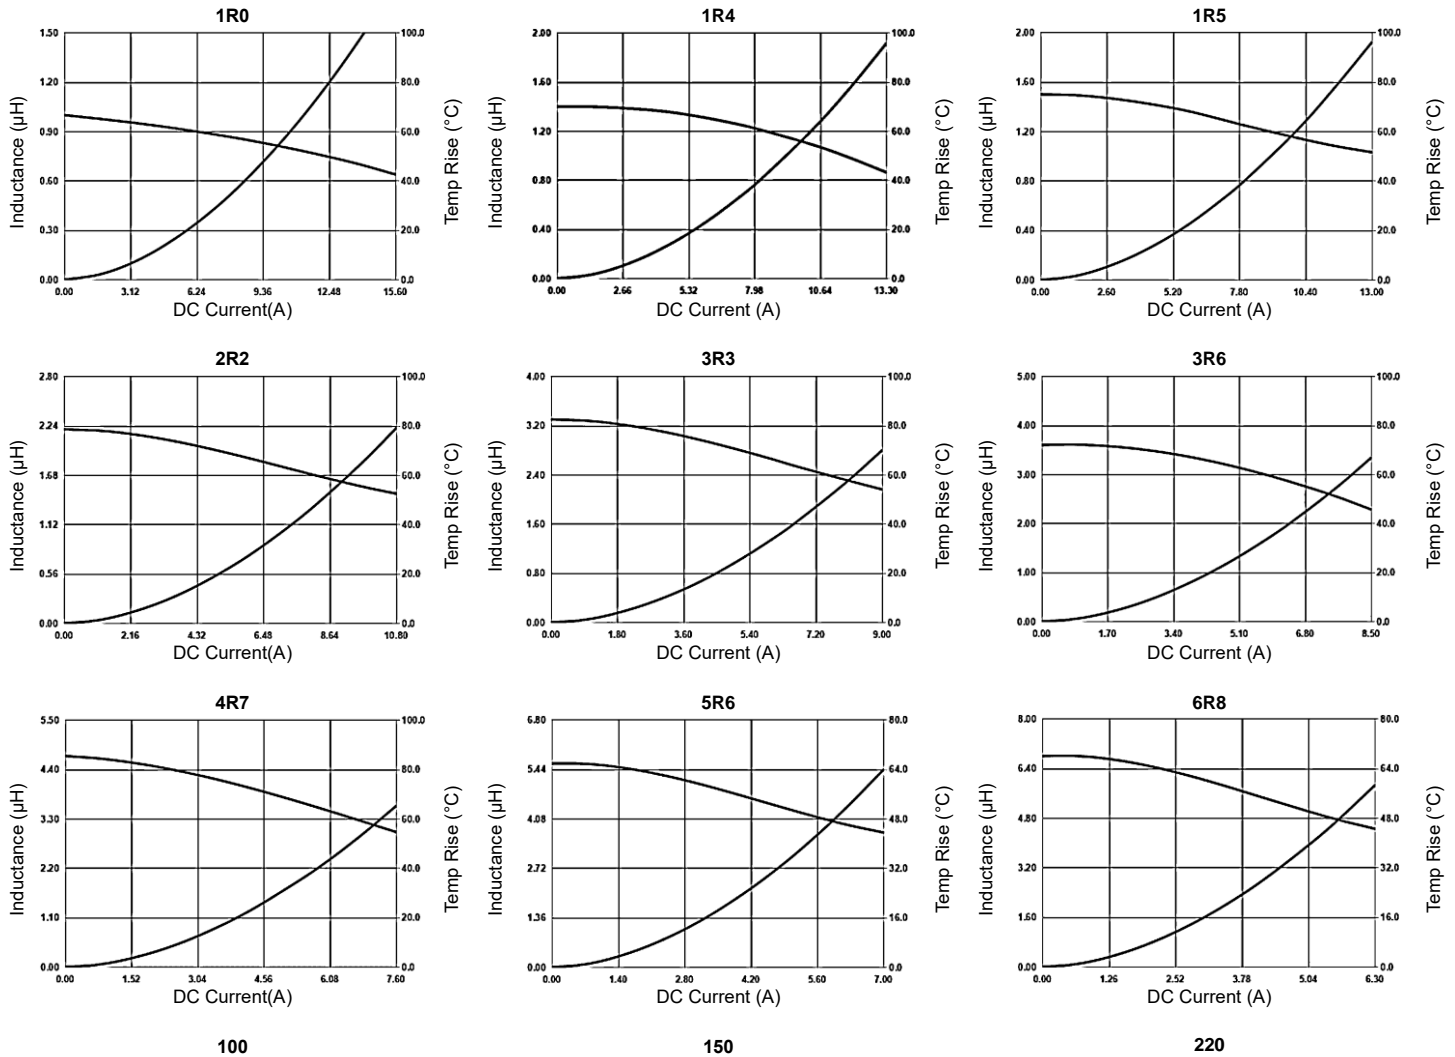 1R0
1R4
1R5
1.50
1.20
0.90
0.60
0.30
0.00
100.0
80.0
60.0
40.0
20.0
0.0
0.00 3.12 6.24 9.36 12.48 15.60
Inductance (μH)
Temp Rise (°C)
DC Current(A)
2.00
1.60
1.20
0.80
0.40
0.00
100.0
80.0
60.0
40.0
20.0
0.0
0.00 2.66 5.32 7.98 10.64 13.30
Inductance (μH)
Temp Rise (°C)
DC Current (A)
2.00
1.60
1.20
0.80
0.40
0.00
100.0
80.0
60.0
40.0
20.0
0.0
0.00 2.60 5.20 7.80 10.40 13.00
Inductance (μH)
Temp Rise (°C)
DC Current (A)
2R2
3R3
3R6
2.80
2.24
1.68
1.12
0.56
0.00
100.0
80.0
60.0
40.0
20.0
0.0
0.00 2.16 4.32 6.48 8.64 10.80
Inductance (μH)
Temp Rise (°C)
DC Current(A)
4.00
3.20
2.40
1.60
0.80
0.00
100.0
80.0
60.0
40.0
20.0
0.0
0.00 1.80 3.60 5.40 7.20 9.00
Inductance (μH)
Temp Rise (°C)
DC Current (A)
5.00
4.00
3.00
2.00
1.00
0.00
100.0
80.0
60.0
40.0
20.0
0.0
0.00 1.70 3.40 5.10 6.80 8.50
Inductance (μH)
Temp Rise (°C)
DC Current (A)
4R7
5R6
6R8
5.50
4.40
3.30
2.20
1.10
0.00
100.0
80.0
60.0
40.0
20.0
0.0
0.00 1.52 3.04 4.56 6.08 7.60
Inductance (μH)
Temp Rise (°C)
DC Current(A)
6.80
5.44
4.08
2.72
1.36
0.00
80.0
64.0
48.0
32.0
16.0
0.0
0.00 1.40 2.80 4.20 5.60 7.00
Inductance (μH)
Temp Rise (°C)
DC Current (A)
8.00
6.40
4.80
3.20
1.60
0.00
80.0
64.0
48.0
32.0
16.0
0.0
0.00 1.26 2.52 3.78 5.04 6.30
Inductance (μH)
Temp Rise (°C)
DC Current (A)
100
150
220